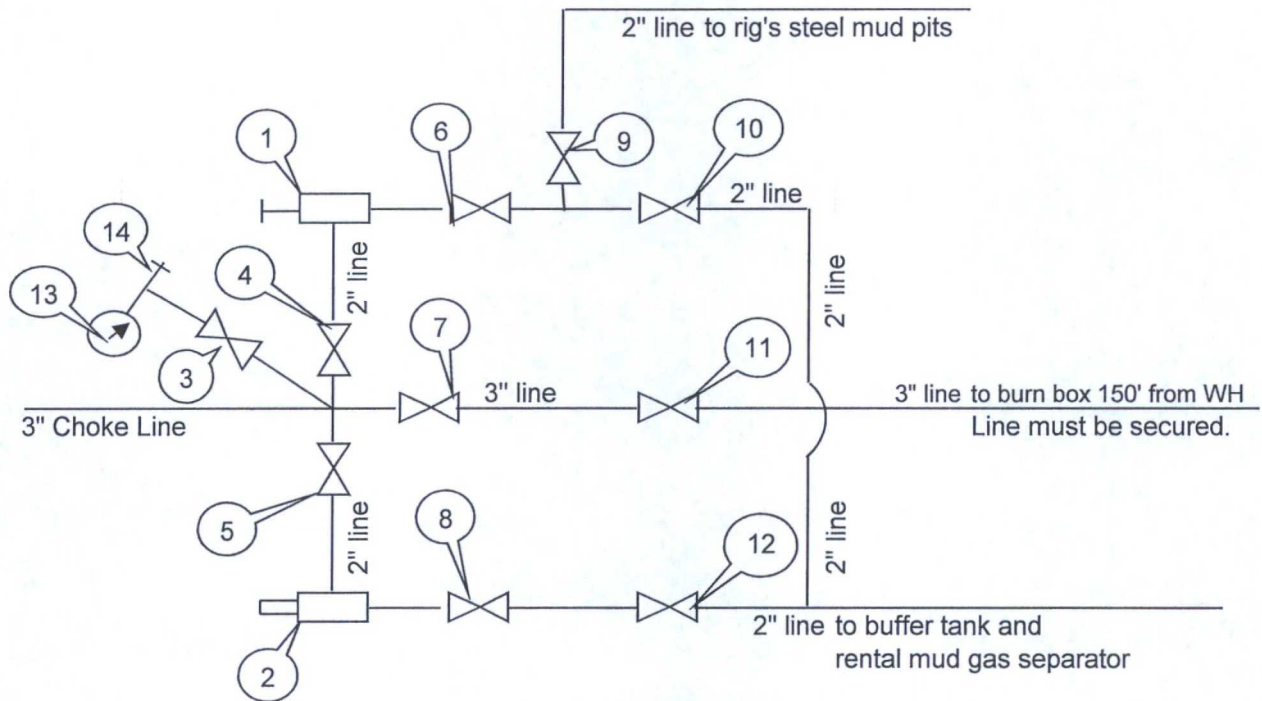 2" line to rig's steel mud pits
1
6
9
10
2" line
14
13
4
2" line
3
7
2" line
11
3" line
3" line to burn box 150' from WH
Line must be secured.
3" Choke Line
5
2" line
8
12
2" line
2
2" line to buffer tank and
rental mud gas separator